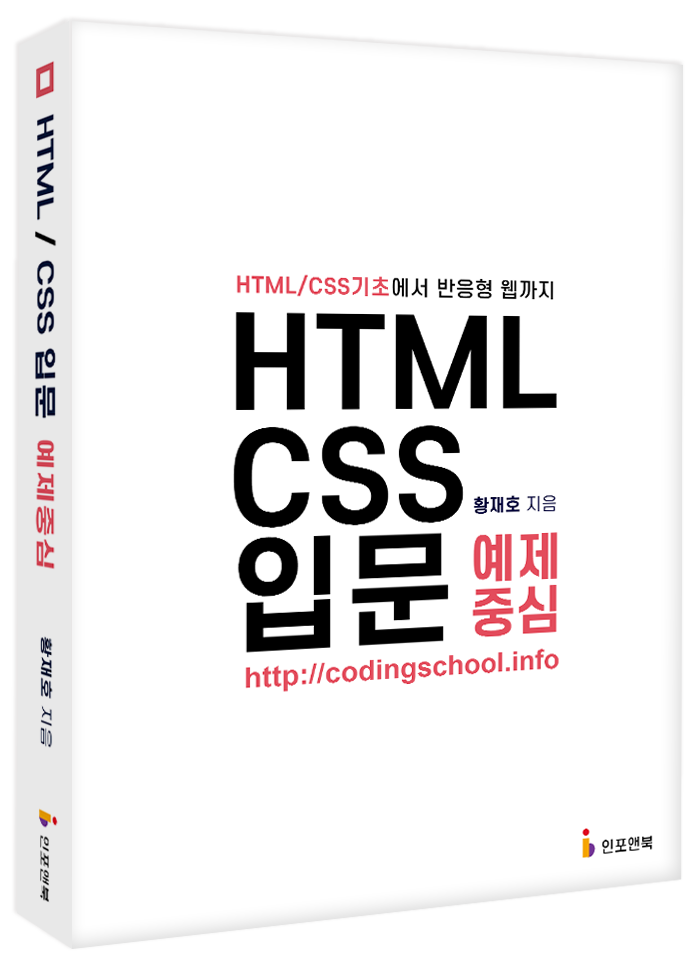 HTML / CSS 입문 예제중심
황재호 지음
인포앤북
HTML/CSS기초에서 반응형 웹까지
HTML
CSS
황재호 지음
입문 예제
중심
http://codingschool.info
인포앤북